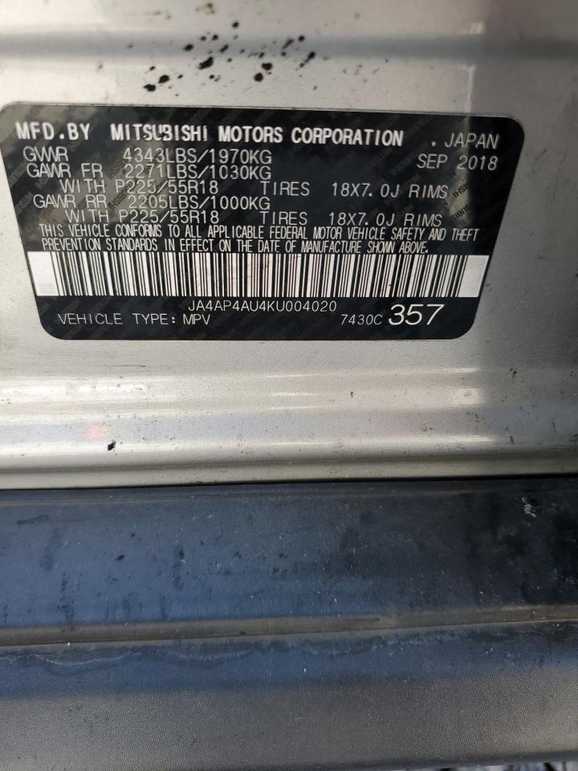 MFD.BY MITSUBISHI MOTORS CORPORATION . JAPAN
GVWR 4343LBS/1970KG SEP 2018
GAWR FR 2271LBS/1030KG
WITH P225/55R18 TIRES 18X7.0J RIMS
GAWR RR 2205LBS/1000KG
WITH P225/55R18 TIRES 18X7.0J RIMS
THIS VEHICLE CONFORMS TO ALL APPLICABLE FEDERAL MOTOR VEHICLE SAFETY AND THEFT
PREVENTION STANDARDS IN EFFECT ON THE DATE OF MANUFACTURE SHOWN ABOVE.
JA4AP4AU4KU004020
VEHICLE TYPE: MPV 7430C 357